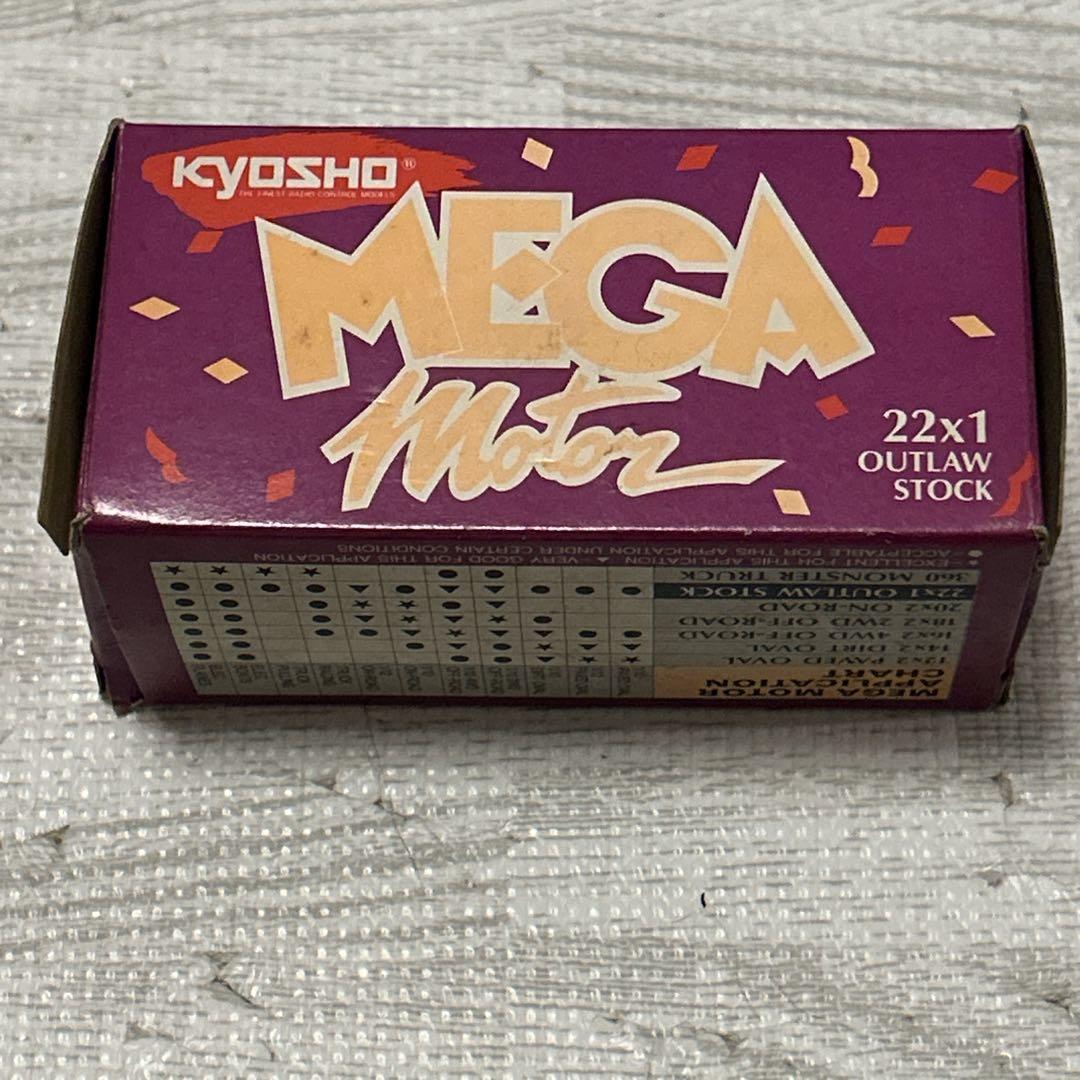 KYOSHO®
THE FINEST RADIO CONTROL MODELS
MEGA
Motor
22x1
OUTLAW
STOCK
MEGA MOTOR
APPLICATION
CHART
12x2 PAVED OVAL
14x2 DIRT OVAL
16x2 4WD OFF-ROAD
18x2 2WD OFF-ROAD
20x2 ON-ROAD
22x1 OUTLAW STOCK
360 MONSTER TRUCK
★–EXCELLENT FOR THIS APPLICATION ▲–VERY GOOD FOR THIS APPLICATION
●–ACCEPTABLE FOR THIS APPLICATION UNDER CERTAIN CONDITIONS